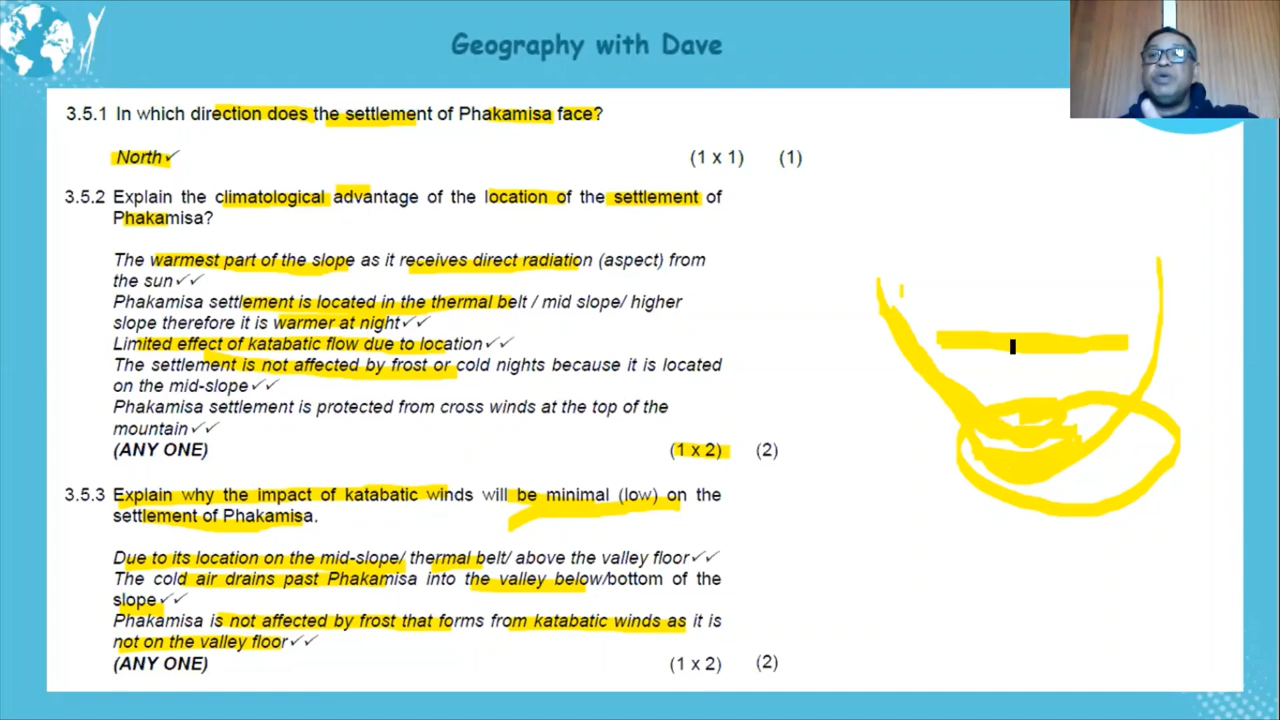 Geography with Dave
3.5.1 In which direction does the settlement of Phakamisa face?
North✓ (1 x 1) (1)
3.5.2 Explain the climatological advantage of the location of the settlement of
Phakamisa?
The warmest part of the slope as it receives direct radiation (aspect) from
the sun✓✓
Phakamisa settlement is located in the thermal belt / mid slope/ higher
slope therefore it is warmer at night✓✓
Limited effect of katabatic flow due to location✓✓
The settlement is not affected by frost or cold nights because it is located
on the mid-slope✓✓
Phakamisa settlement is protected from cross winds at the top of the
mountain✓✓
(ANY ONE) (1 x 2) (2)
3.5.3 Explain why the impact of katabatic winds will be minimal (low) on the
settlement of Phakamisa.
Due to its location on the mid-slope/ thermal belt/ above the valley floor✓✓
The cold air drains past Phakamisa into the valley below/bottom of the
slope✓✓
Phakamisa is not affected by frost that forms from katabatic winds as it is
not on the valley floor✓✓
(ANY ONE) (1 x 2) (2)